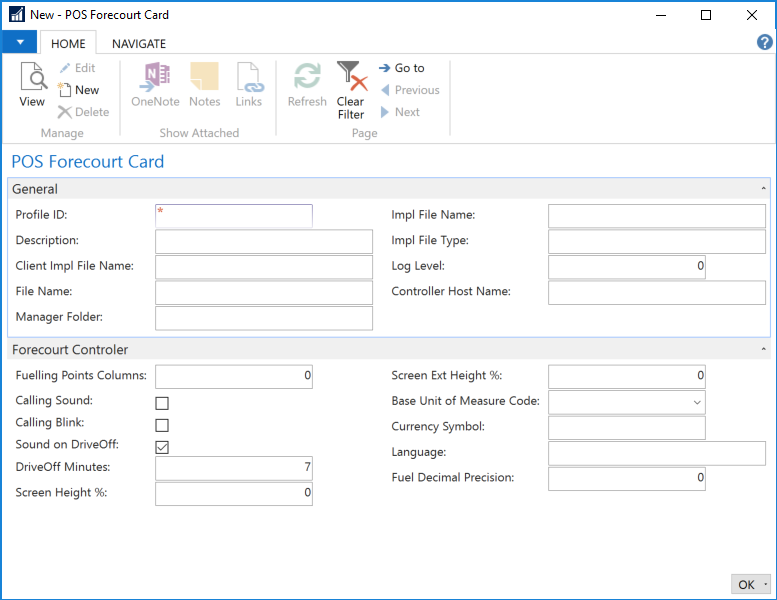 New - POS Forecourt Card
HOME NAVIGATE
?
View
Edit
New
Delete
Manage
OneNote Notes Links
Show Attached
Refresh Clear Filter
Go to
Previous
Next
Page
POS Forecourt Card
General
Profile ID: *
Description:
Client Impl File Name:
File Name:
Manager Folder:
Impl File Name:
Impl File Type:
Log Level: 0
Controller Host Name:
Forecourt Controler
Fuelling Points Columns: 0
Calling Sound:
Calling Blink:
Sound on DriveOff:
DriveOff Minutes: 7
Screen Height %: 0
Screen Ext Height %: 0
Base Unit of Measure Code:
Currency Symbol:
Language:
Fuel Decimal Precision: 0
OK